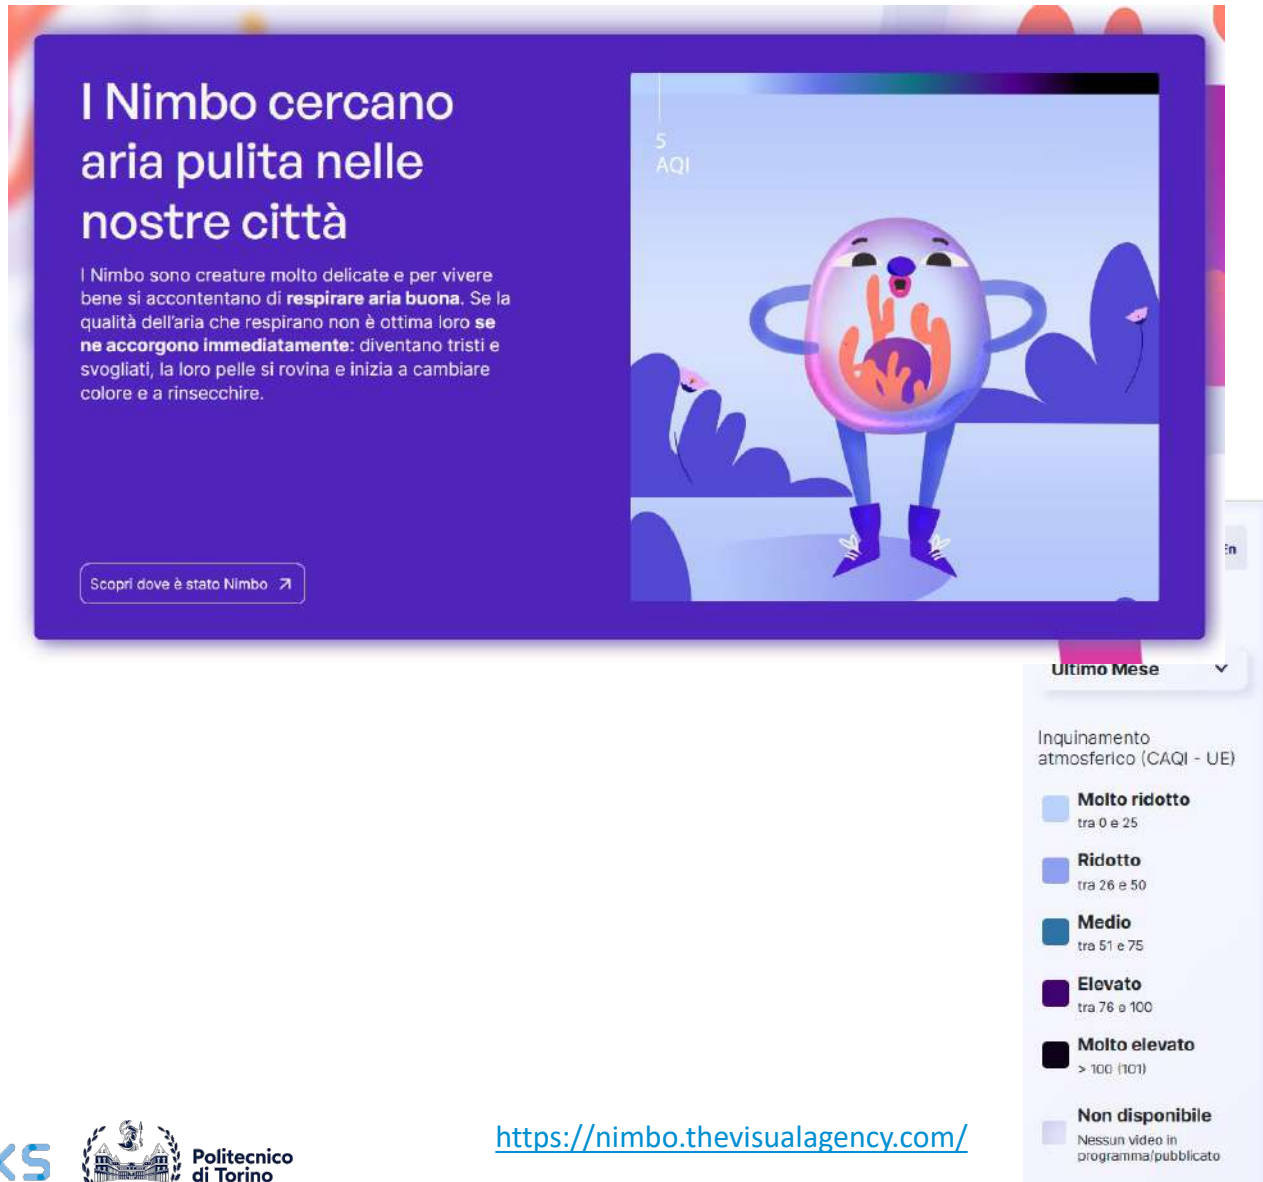 I Nimbo cercano
aria pulita nelle
nostre città
I Nimbo sono creature molto delicate e per vivere
bene si accontentano di respirare aria buona. Se la
qualità dell'aria che respirano non è ottima loro se
ne accorgono immediatamente: diventano tristi e
svogliati, la loro pelle si rovina e inizia a cambiare
colore e a rinsecchire.
Scopri dove è stato Nimbo
5
AQI
En
Ultimo Mese
Inquinamento
atmosferico (CAQI - UE)
Molto ridotto
tra 0 e 25
Ridotto
tra 26 e 50
Medio
tra 51 e 75
Elevato
tra 76 e 100
Molto elevato
> 100 (101)
Non disponibile
Nessun video in
programma/pubblicato
https://nimbo.thevisualagency.com/
Politecnico
di Torino